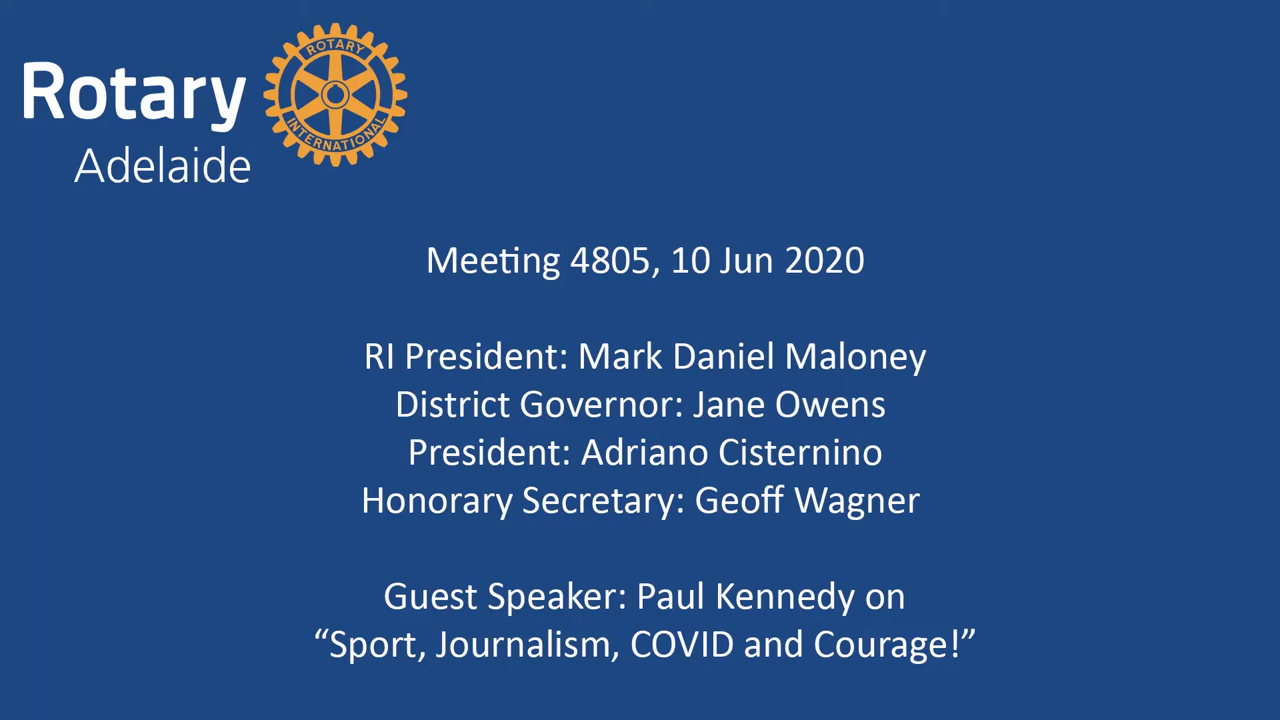 Rotary
Adelaide
ROTARY
INTERNATIONAL
Meeting 4805, 10 Jun 2020
RI President: Mark Daniel Maloney
District Governor: Jane Owens
President: Adriano Cisternino
Honorary Secretary: Geoff Wagner
Guest Speaker: Paul Kennedy on
“Sport, Journalism, COVID and Courage!”